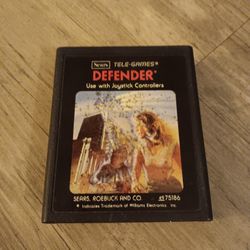 Sears TELE-GAMES®
DEFENDER*
Use with Joystick Controllers
SEARS, ROEBUCK AND CO. 49 75186
* Indicates Trademark of Williams Electronics Inc.